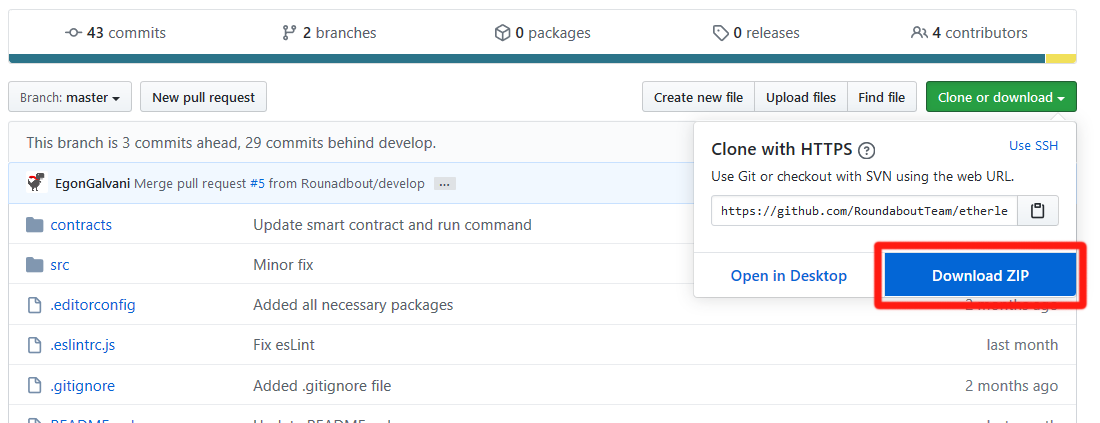 43 commits 2 branches 0 packages 0 releases 4 contributors
Branch: master New pull request Create new file Upload files Find file Clone or download
This branch is 3 commits ahead, 29 commits behind develop.
Clone with HTTPS ? Use SSH
Use Git or checkout with SVN using the web URL.
https://github.com/RoundaboutTeam/etherle
Open in Desktop Download ZIP
EgonGalvani Merge pull request #5 from Rounadbout/develop ...
contracts Update smart contract and run command
src Minor fix
.editorconfig Added all necessary packages 2 months ago
.eslintrc.js Fix esLint last month
.gitignore Added .gitignore file 2 months ago
Update README last month